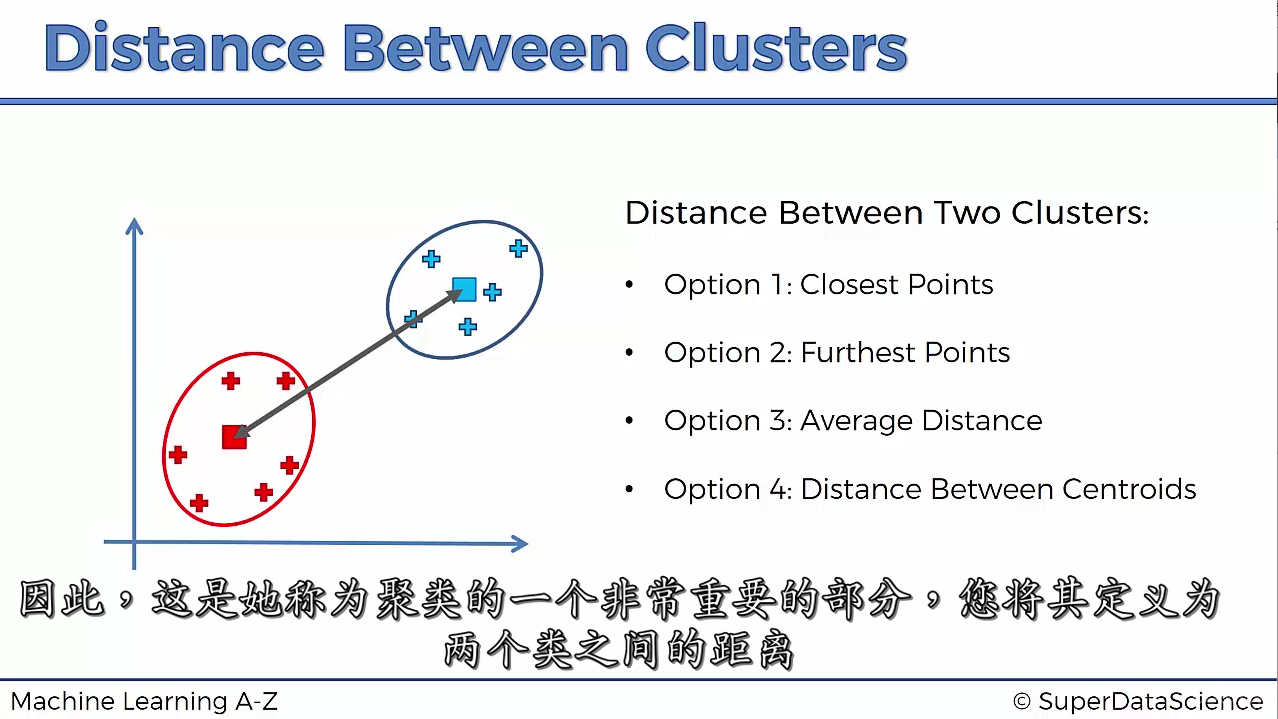 Distance Between Clusters
Distance Between Two Clusters:
• Option 1: Closest Points
• Option 2: Furthest Points
• Option 3: Average Distance
• Option 4: Distance Between Centroids
因此，这是她称为聚类的一个非常重要的部分，您将其定义为
两个类之间的距离
Machine Learning A-Z
© SuperDataScience